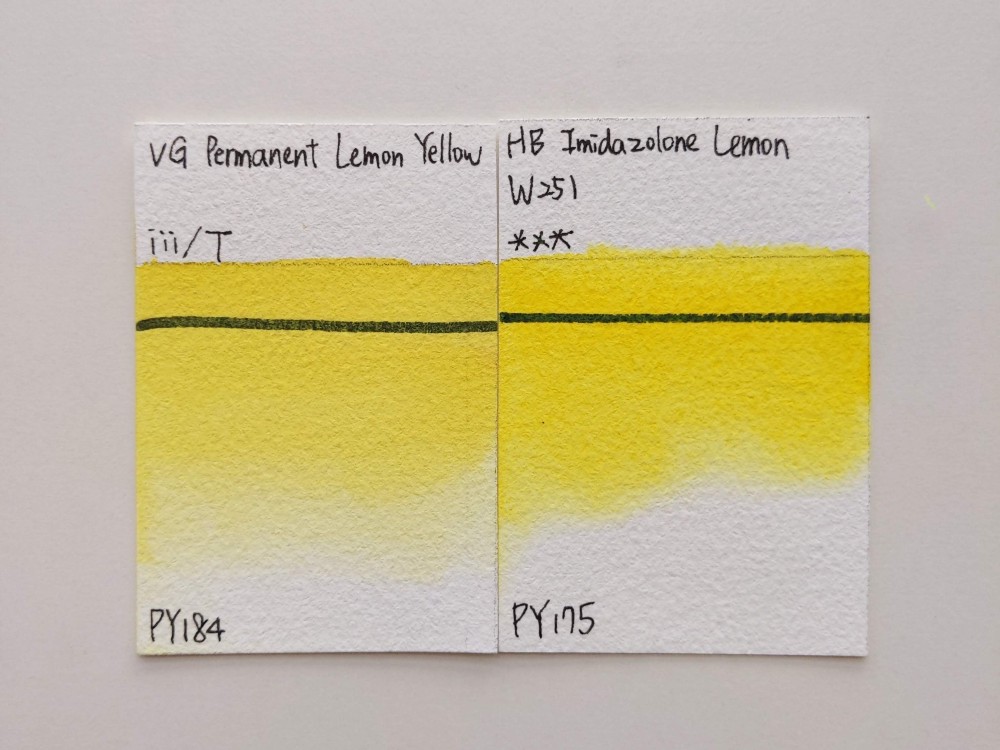 VG Permanent Lemon Yellow
iii/T
PY184
HB Imidazolone Lemon
W251
***
PY175